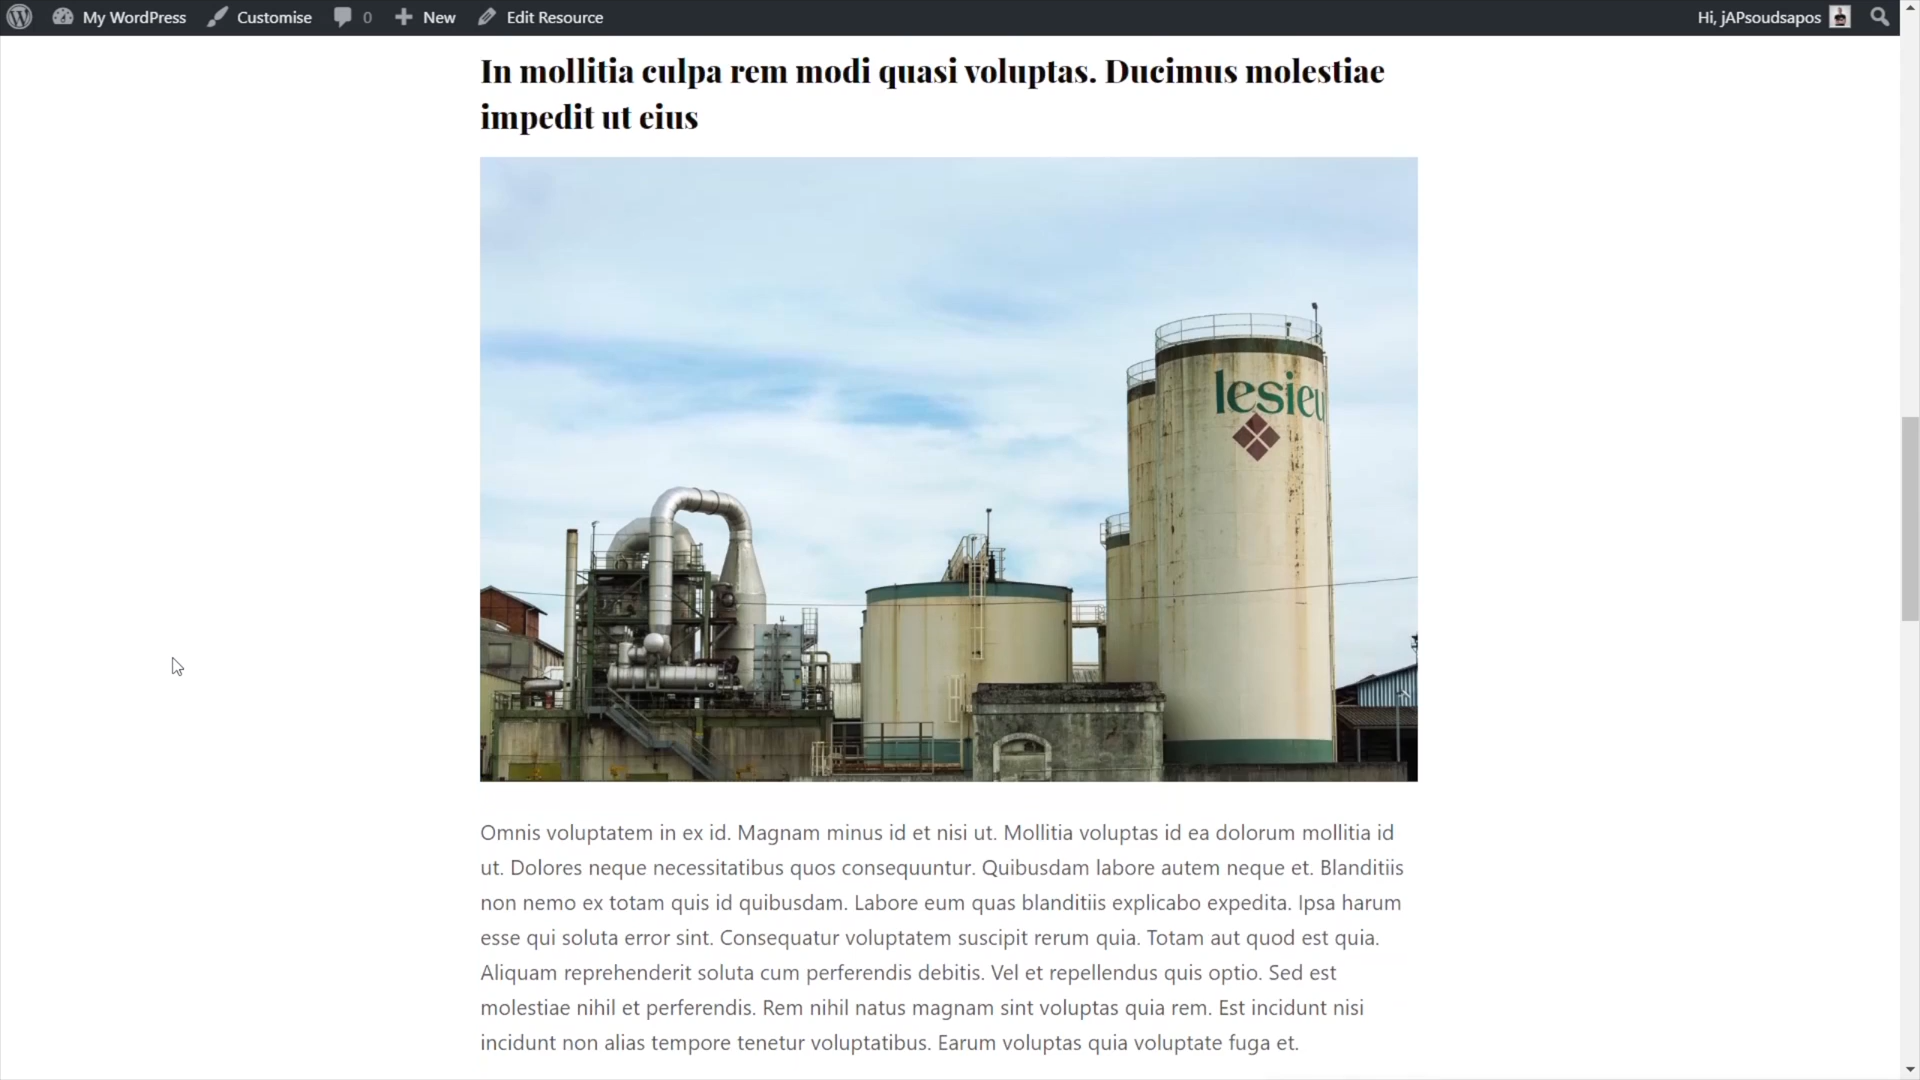 My WordPress Customise 0 New Edit Resource Hi, jAPsoudsapos
In mollitia culpa rem modi quasi voluptas. Ducimus molestiae
impedit ut eius
lesieu
Omnis voluptatem in ex id. Magnam minus id et nisi ut. Mollitia voluptas id ea dolorum mollitia id
ut. Dolores neque necessitatibus quos consequuntur. Quibusdam labore autem neque et. Blanditiis
non nemo ex totam quis id quibusdam. Labore eum quas blanditiis explicabo expedita. Ipsa harum
esse qui soluta error sint. Consequatur voluptatem suscipit rerum quia. Totam aut quod est quia.
Aliquam reprehenderit soluta cum perferendis debitis. Vel et repellendus quis optio. Sed est
molestiae nihil et perferendis. Rem nihil natus magnam sint voluptas quia rem. Est incidunt nisi
incidunt non alias tempore tenetur voluptatibus. Earum voluptas quia voluptate fuga et.